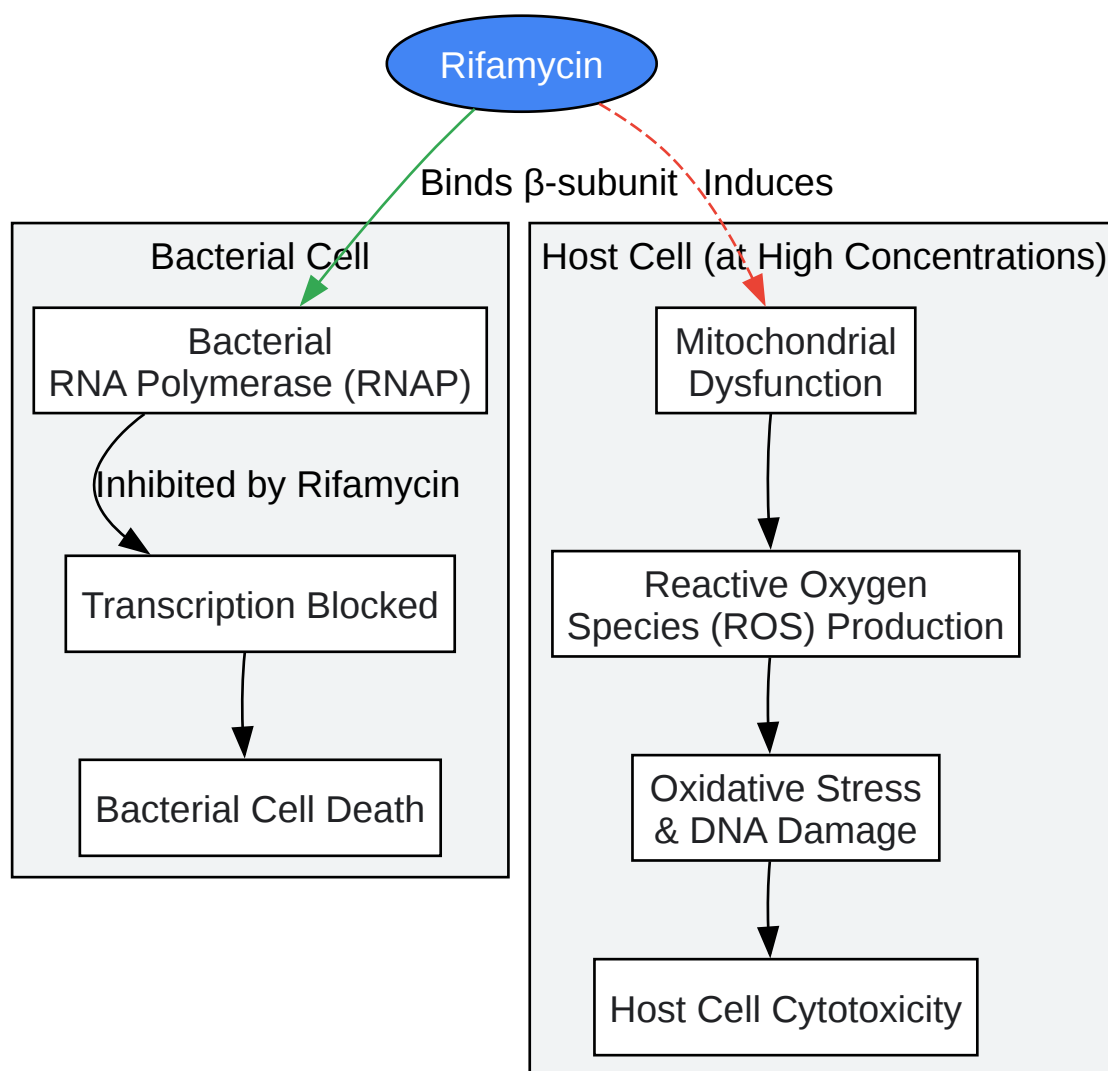 Rifamycin
Binds β-subunit
Induces
Bacterial Cell
Bacterial
RNA Polymerase (RNAP)
Inhibited by Rifamycin
Transcription Blocked
Bacterial Cell Death
Host Cell (at High Concentrations)
Mitochondrial
Dysfunction
Reactive Oxygen
Species (ROS) Production
Oxidative Stress
& DNA Damage
Host Cell Cytotoxicity